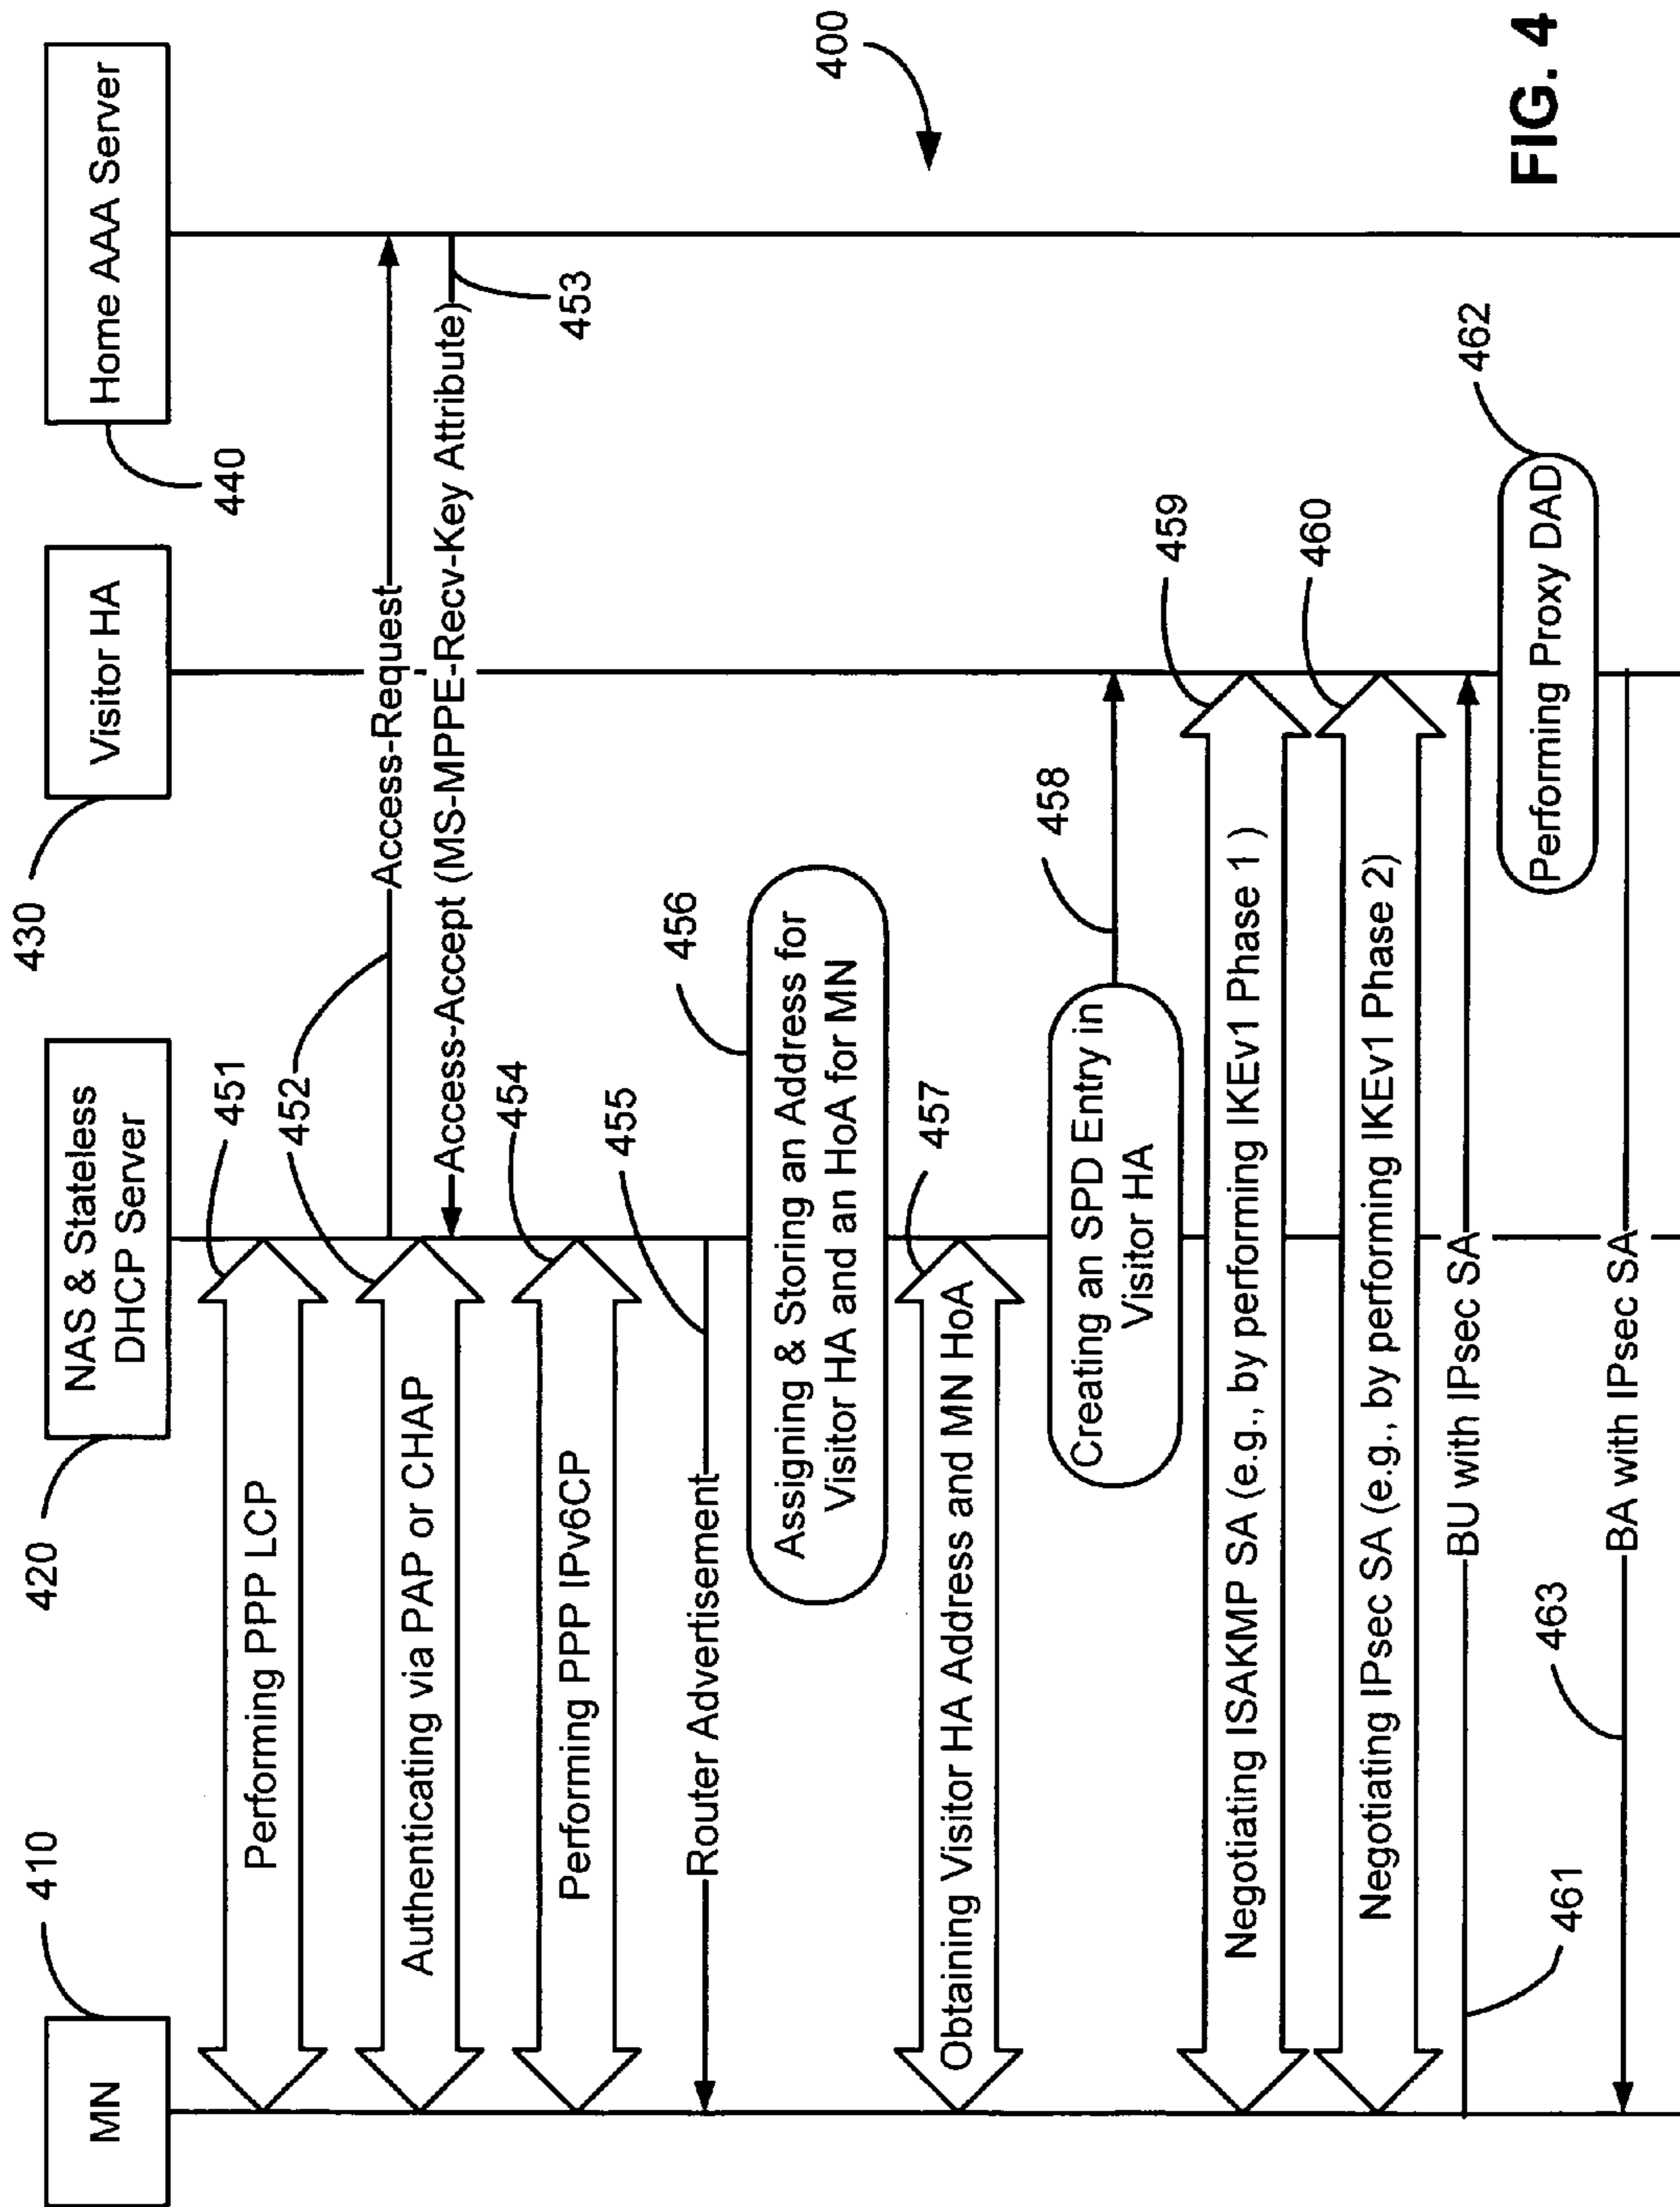 MN
410
NAS & Stateless
DHCP Server
420
Visitor HA
430
Home AAA Server
440
Performing PPP LCP
451
Authenticating via PAP or CHAP
452
Access-Request
Access-Accept (MS-MPPE-Recv-Key Attribute)
453
Performing PPP IPv6CP
454
Router Advertisement
455
Assigning & Storing an Address for
Visitor HA and an HoA for MN
456
Obtaining Visitor HA Address and MN HoA
457
Creating an SPD Entry in
Visitor HA
458
Negotiating ISAKMP SA (e.g., by performing IKEv1 Phase 1 )
459
Negotiating IPsec SA (e.g., by performing IKEv1 Phase 2)
460
BU with IPsec SA
461
Performing Proxy DAD
462
BA with IPsec SA
463
400
FIG. 4